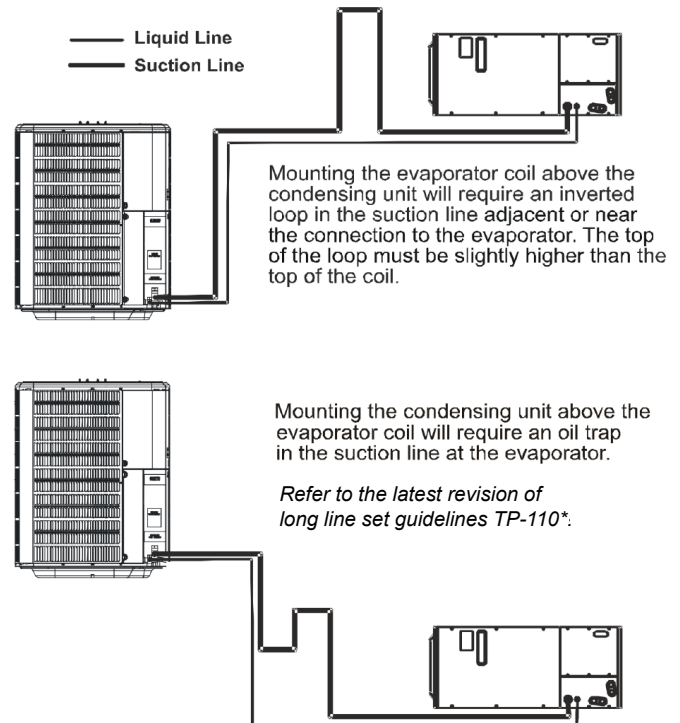 Liquid Line
Suction Line
Mounting the evaporator coil above the
condensing unit will require an inverted
loop in the suction line adjacent or near
the connection to the evaporator. The top
of the loop must be slightly higher than the
top of the coil.
Mounting the condensing unit above the
evaporator coil will require an oil trap
in the suction line at the evaporator.
Refer to the latest revision of
long line set guidelines TP-110*.